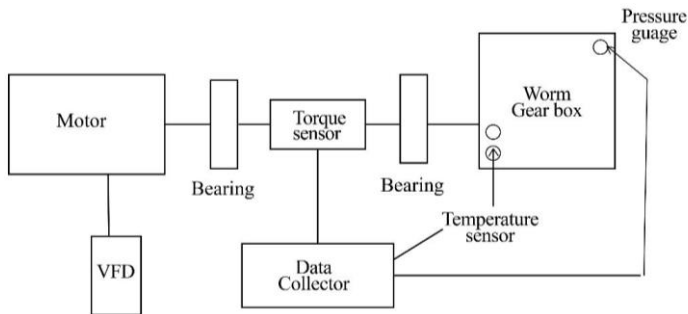 Pressure
guage
Motor
Torque
sensor
Worm
Gear box
Bearing
Bearing
Temperature
sensor
VFD
Data
Collector